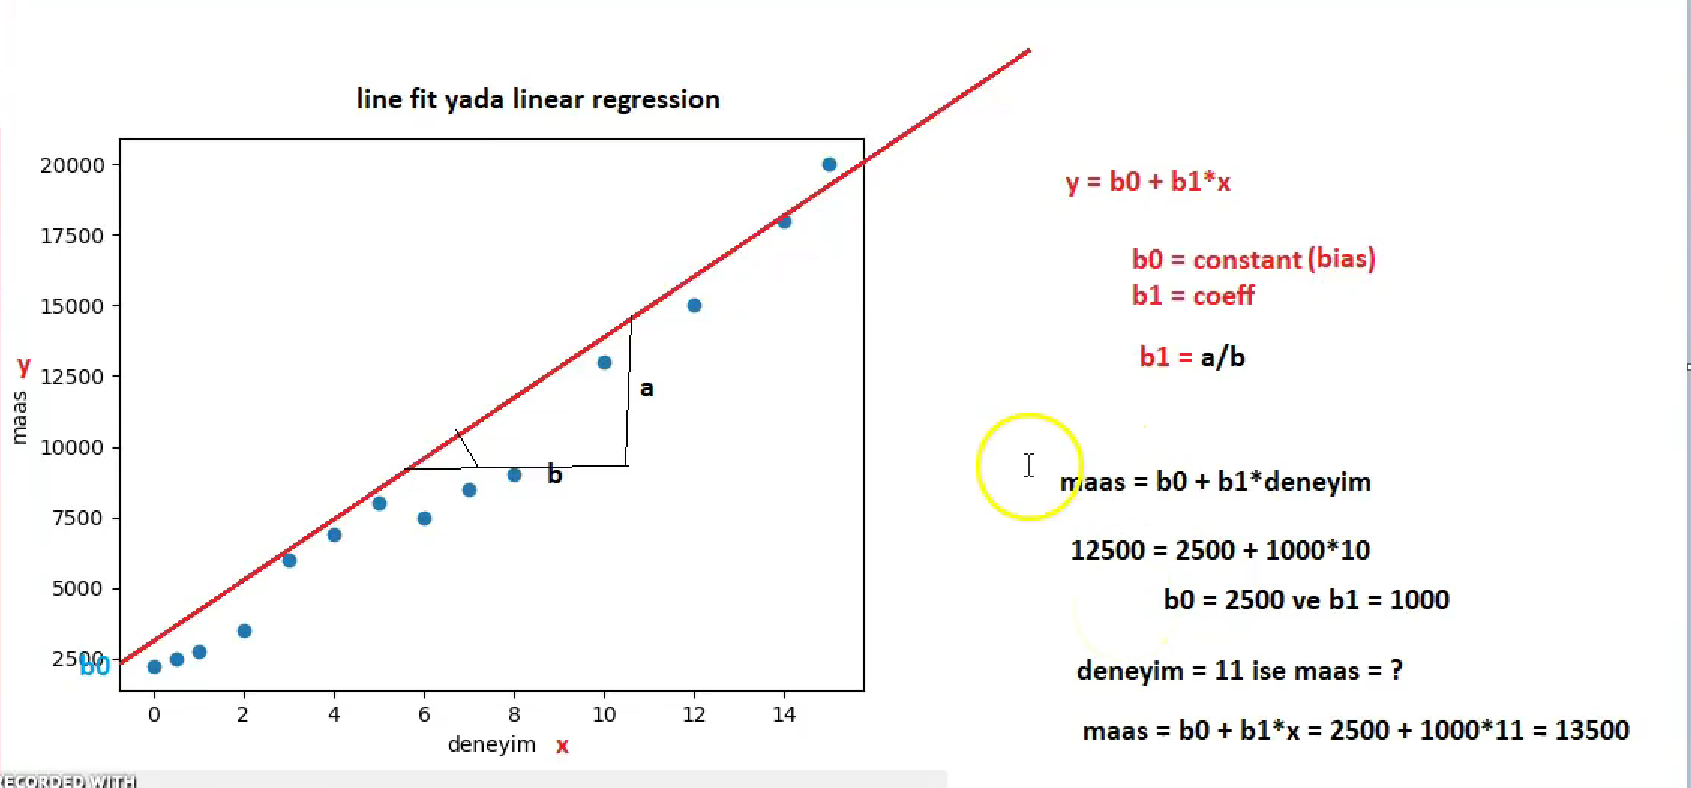 line fit yada linear regression
20000
17500
15000
12500
10000
7500
5000
2500
b0
y
maas
a
b
0 2 4 6 8 10 12 14
deneyim x
y = b0 + b1*x
b0 = constant (bias)
b1 = coeff
b1 = a/b
maas = b0 + b1*deneyim
12500 = 2500 + 1000*10
b0 = 2500 ve b1 = 1000
deneyim = 11 ise maas = ?
maas = b0 + b1*x = 2500 + 1000*11 = 13500
RECORDED WITH